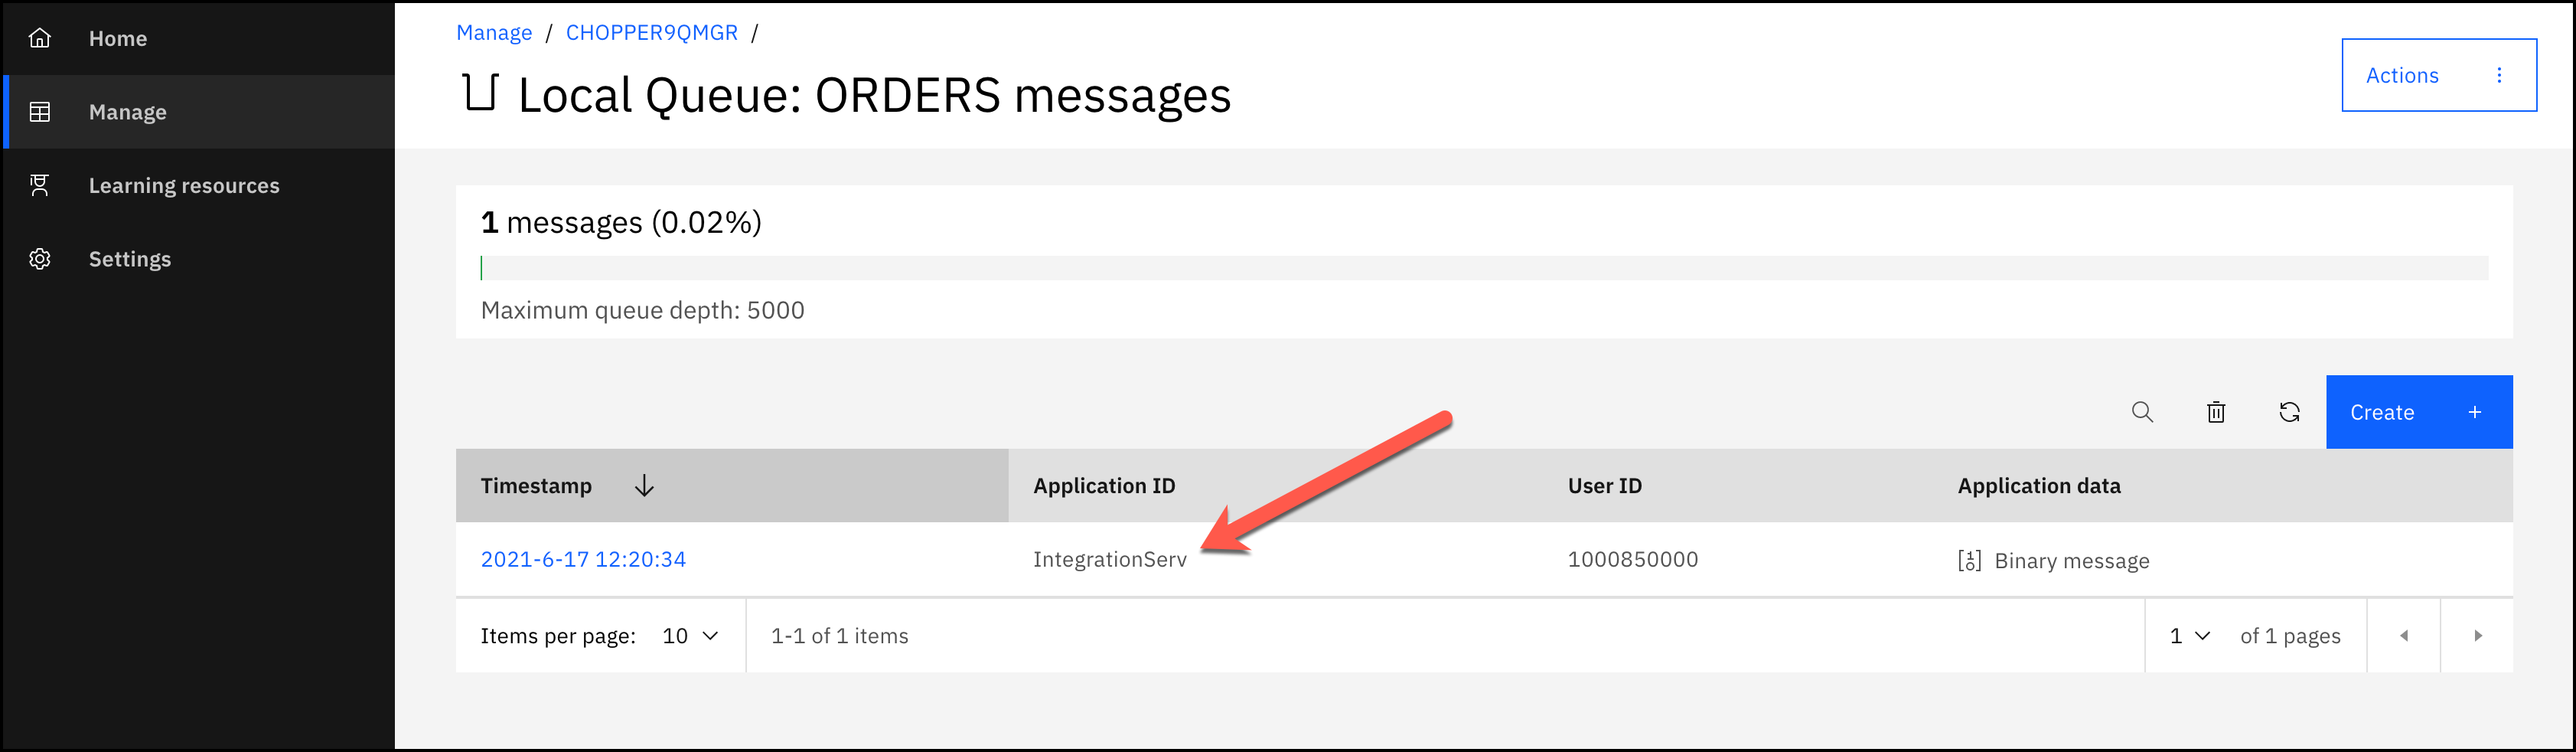 Home
Manage
Learning resources
Settings
Manage / CHOPPER9QMGR /
Local Queue: ORDERS messages
Actions
1 messages (0.02%)
Maximum queue depth: 5000
Create +
Timestamp Application ID User ID Application data
2021-6-17 12:20:34 IntegrationServ 1000850000 Binary message
Items per page: 10 1-1 of 1 items 1 of 1 pages